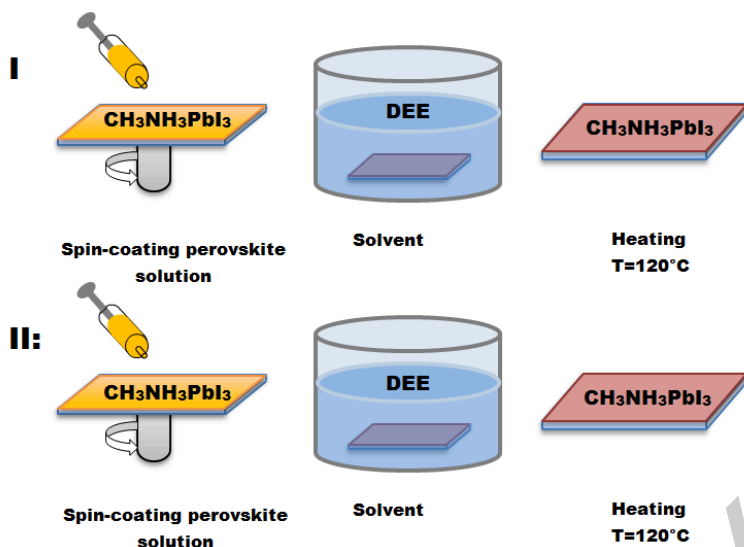 I
CH₃NH₃PbI₃
DEE
CH₃NH₃PbI₃
Spin-coating perovskite
solution
Solvent
Heating
T=120°C
II:
CH₃NH₃PbI₃
DEE
CH₃NH₃PbI₃
Spin-coating perovskite
solution
Solvent
Heating
T=120°C